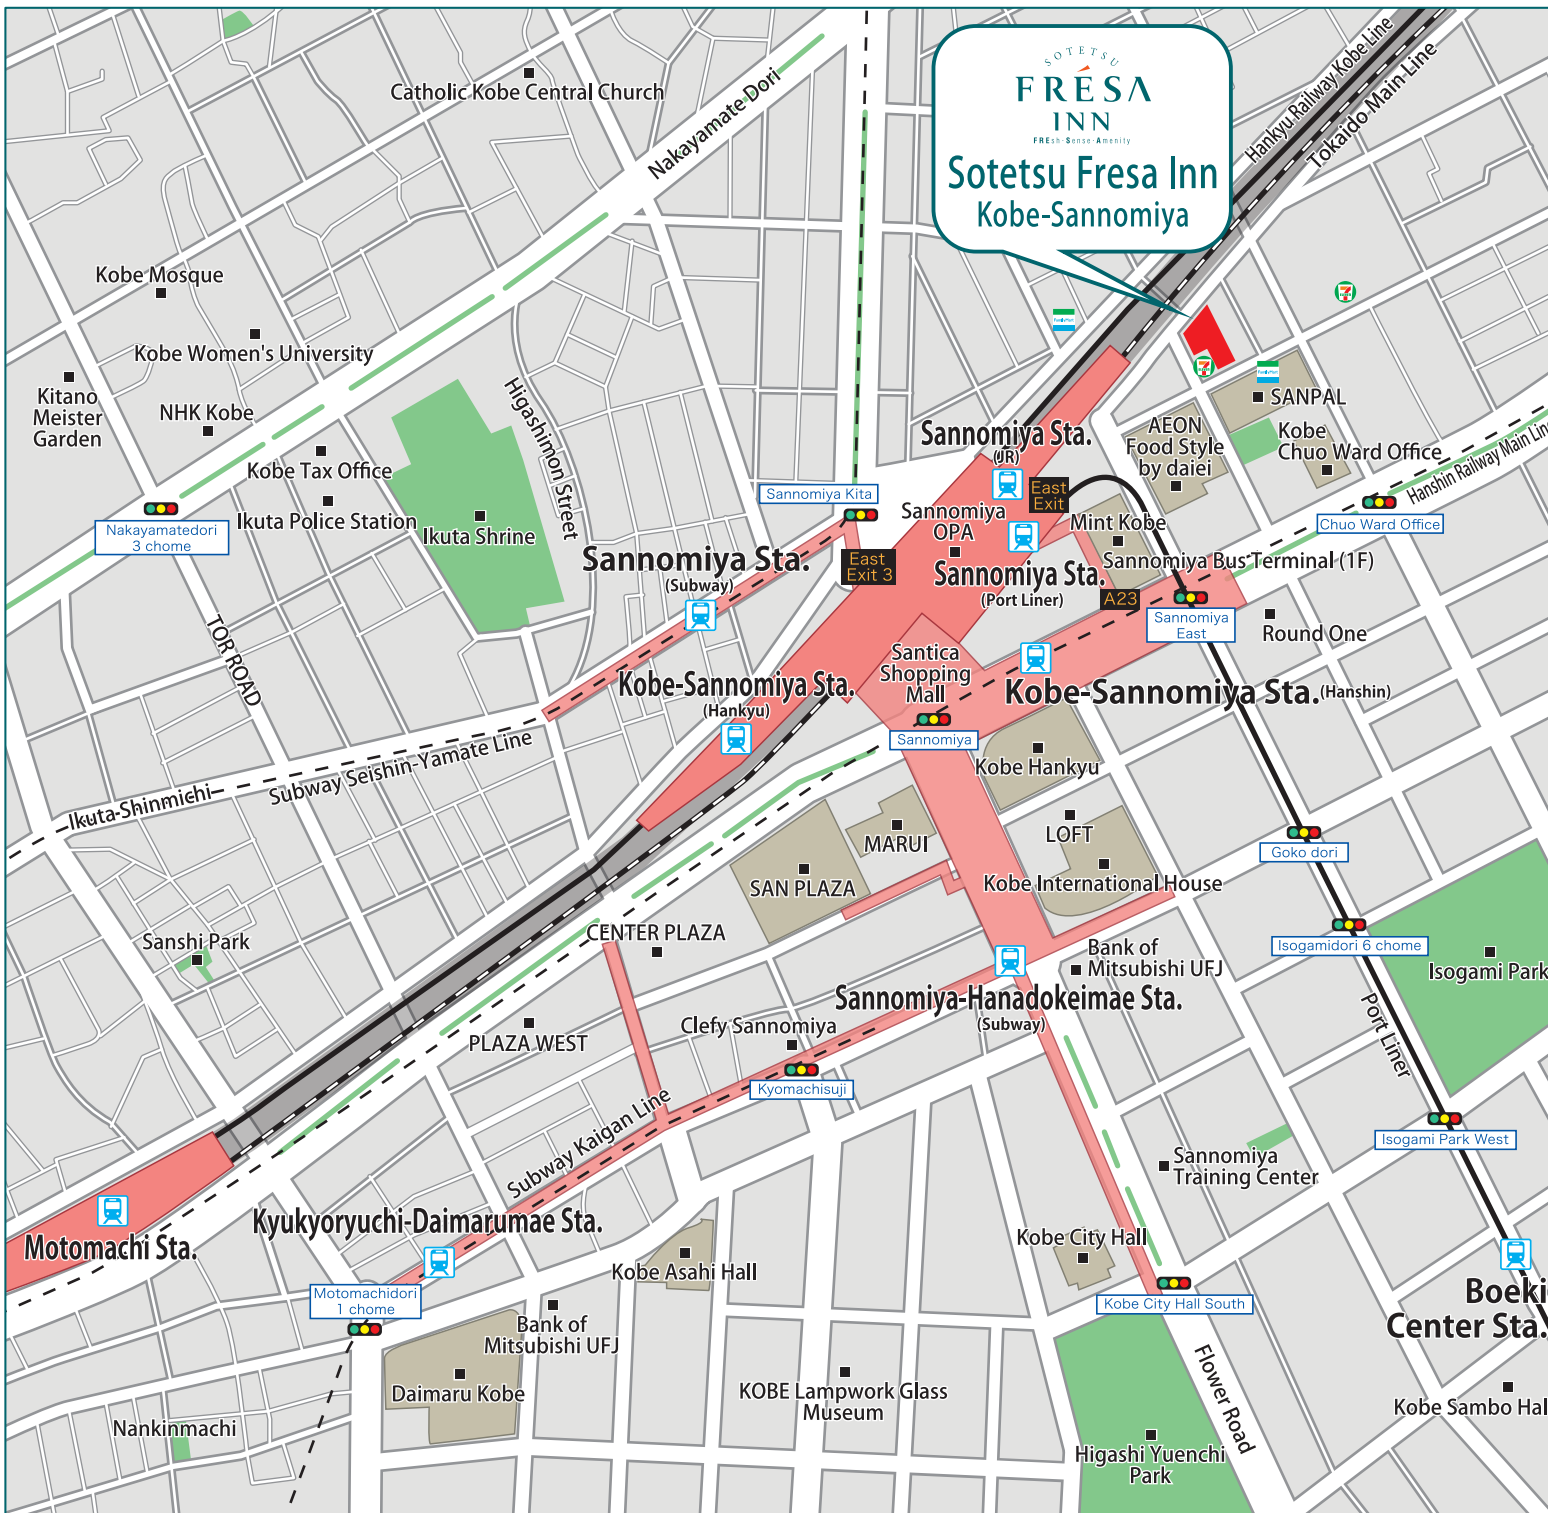 SOTETSU
FRESA
INN
FREsh·Sense·Amenity
Sotetsu Fresa Inn
Kobe-Sannomiya
Hankyu Railway Kobe Line
Tokaido Main Line
Catholic Kobe Central Church
Nakayamate Dori
Kobe Mosque
Kobe Women's University
Kitano
Meister
Garden
NHK Kobe
Kobe Tax Office
Ikuta Police Station
Nakayamatedori
3 chome
Ikuta Shrine
Higashimon Street
FamilyMart
FamilyMart
SANPAL
Kobe
Chuo Ward Office
AEON
Food Style
by daiei
Hanshin Railway Main Line
Chuo Ward Office
Sannomiya Sta.
(JR)
East
Exit
Sannomiya Kita
Sannomiya
OPA
Mint Kobe
East
Exit 3
Sannomiya Sta.
(Subway)
Sannomiya Sta.
(Port Liner)
Sannomiya Bus Terminal (1F)
A23
Sannomiya
East
Round One
TOR ROAD
Santica
Shopping
Mall
Kobe-Sannomiya Sta.
(Hankyu)
Kobe-Sannomiya Sta.
(Hanshin)
Sannomiya
Kobe Hankyu
Subway Seishin-Yamate Line
Ikuta-Shinmichi
MARUI
LOFT
SAN PLAZA
Kobe International House
Goko dori
Sanshi Park
CENTER PLAZA
Bank of
Mitsubishi UFJ
Isogamidori 6 chome
Isogami Park
Sannomiya-Hanadokeimae Sta.
(Subway)
PLAZA WEST
Clefy Sannomiya
Kyomachisuji
Port Liner
Subway Kaigan Line
Isogami Park West
Sannomiya
Training Center
Motomachi Sta.
Kyukyoryuchi-Daimarumae Sta.
Kobe City Hall
Kobe Asahi Hall
Motomachidori
1 chome
Kobe City Hall South
Boeki
Center Sta.
Bank of
Mitsubishi UFJ
Daimaru Kobe
KOBE Lampwork Glass
Museum
Flower Road
Kobe Sambo Hal
Nankinmachi
Higashi Yuenchi
Park